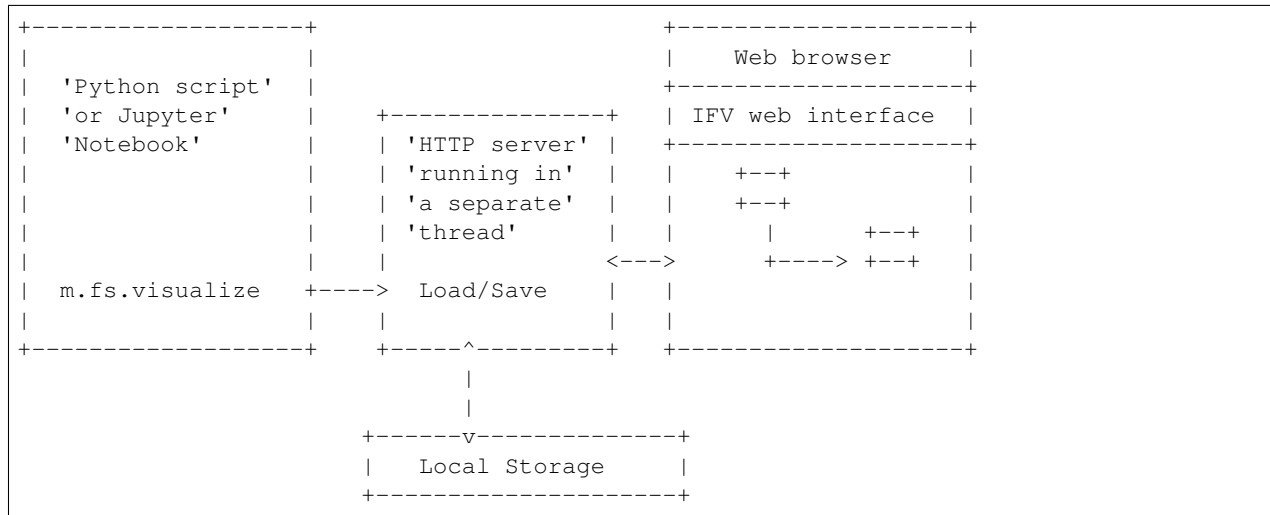 Web browser
'Python script'
'or Jupyter'
IFV web interface
'Notebook'
'HTTP server'
'running in'
'a separate'
'thread'
m.fs.visualize
Load/Save
Local Storage